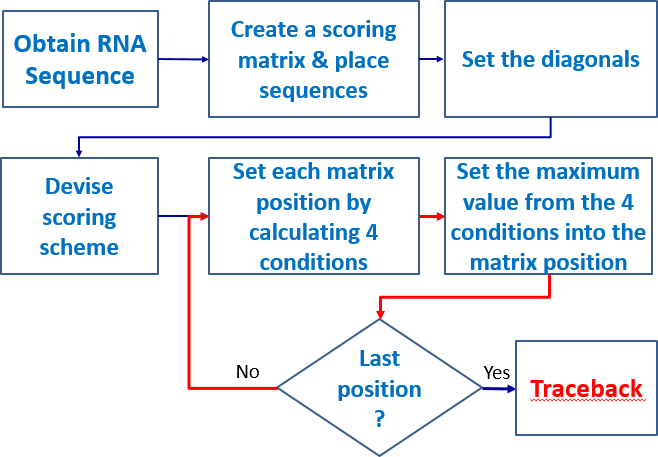 Obtain RNA
Sequence
Create a scoring
matrix & place
sequences
Set the diagonals
Devise
scoring
scheme
Set each matrix
position by
calculating 4
conditions
Set the maximum
value from the 4
conditions into the
matrix position
Last
position
?
No
Yes
Traceback